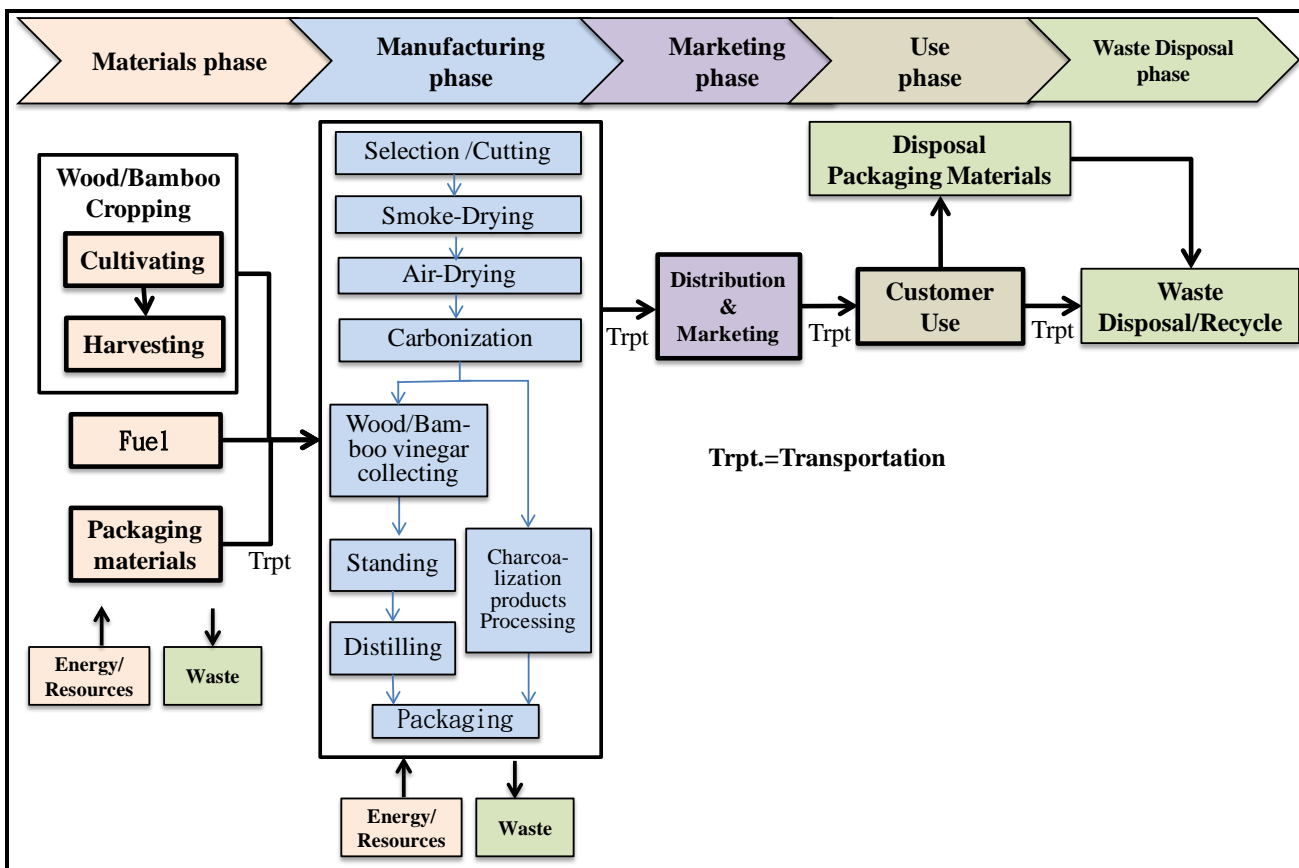 Materials phase
Manufacturing
phase
Marketing
phase
Use
phase
Waste Disposal
phase
Wood/Bamboo
Cropping
Cultivating
Harvesting
Fuel
Packaging
materials
Trpt
Energy/
Resources
Waste
Selection /Cutting
Smoke-Drying
Air-Drying
Carbonization
Wood/Bam-
boo vinegar
collecting
Standing
Distilling
Charcoa-
lization
products
Processing
Packaging
Energy/
Resources
Waste
Trpt
Distribution
&
Marketing
Trpt
Disposal
Packaging Materials
Customer
Use
Trpt
Waste
Disposal/Recycle
Trpt.=Transportation